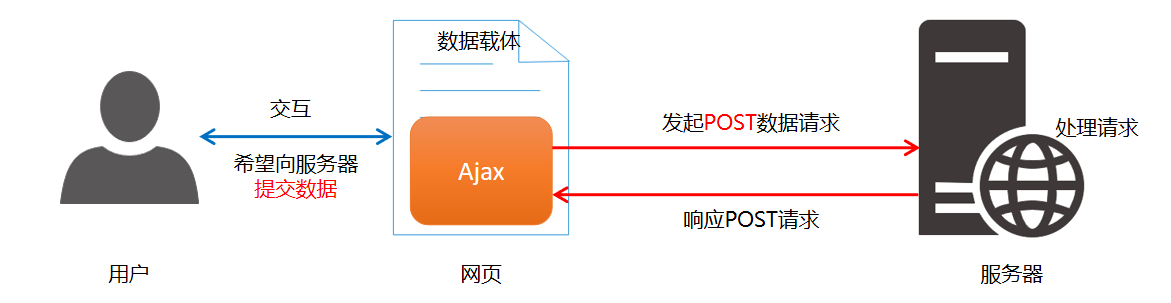 数据载体
交互
希望向服务器
提交数据
Ajax
发起POST数据请求
响应POST请求
处理请求
用户
网页
服务器